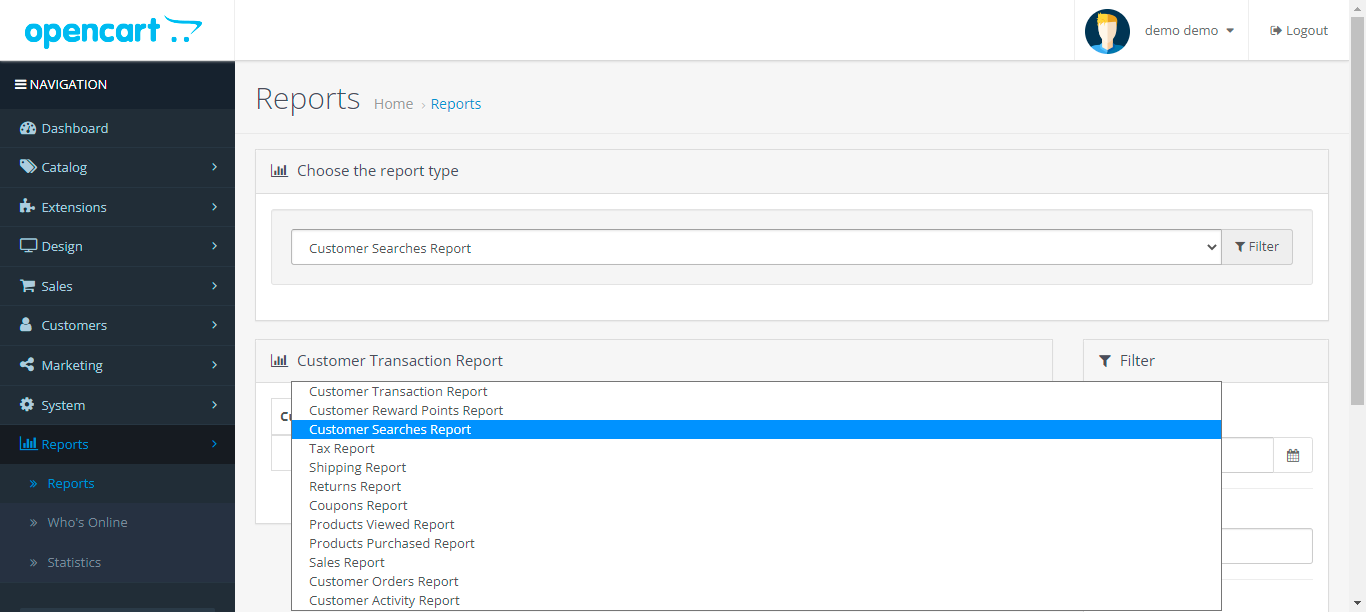 opencart
demo demo
Logout
NAVIGATION
Dashboard
Catalog
Extensions
Design
Sales
Customers
Marketing
System
Reports
» Reports
» Who's Online
» Statistics
Reports Home › Reports
Choose the report type
Customer Searches Report
Filter
Customer Transaction Report
Filter
Customer Transaction Report
Customer Reward Points Report
Customer Searches Report
Tax Report
Shipping Report
Returns Report
Coupons Report
Products Viewed Report
Products Purchased Report
Sales Report
Customer Orders Report
Customer Activity Report